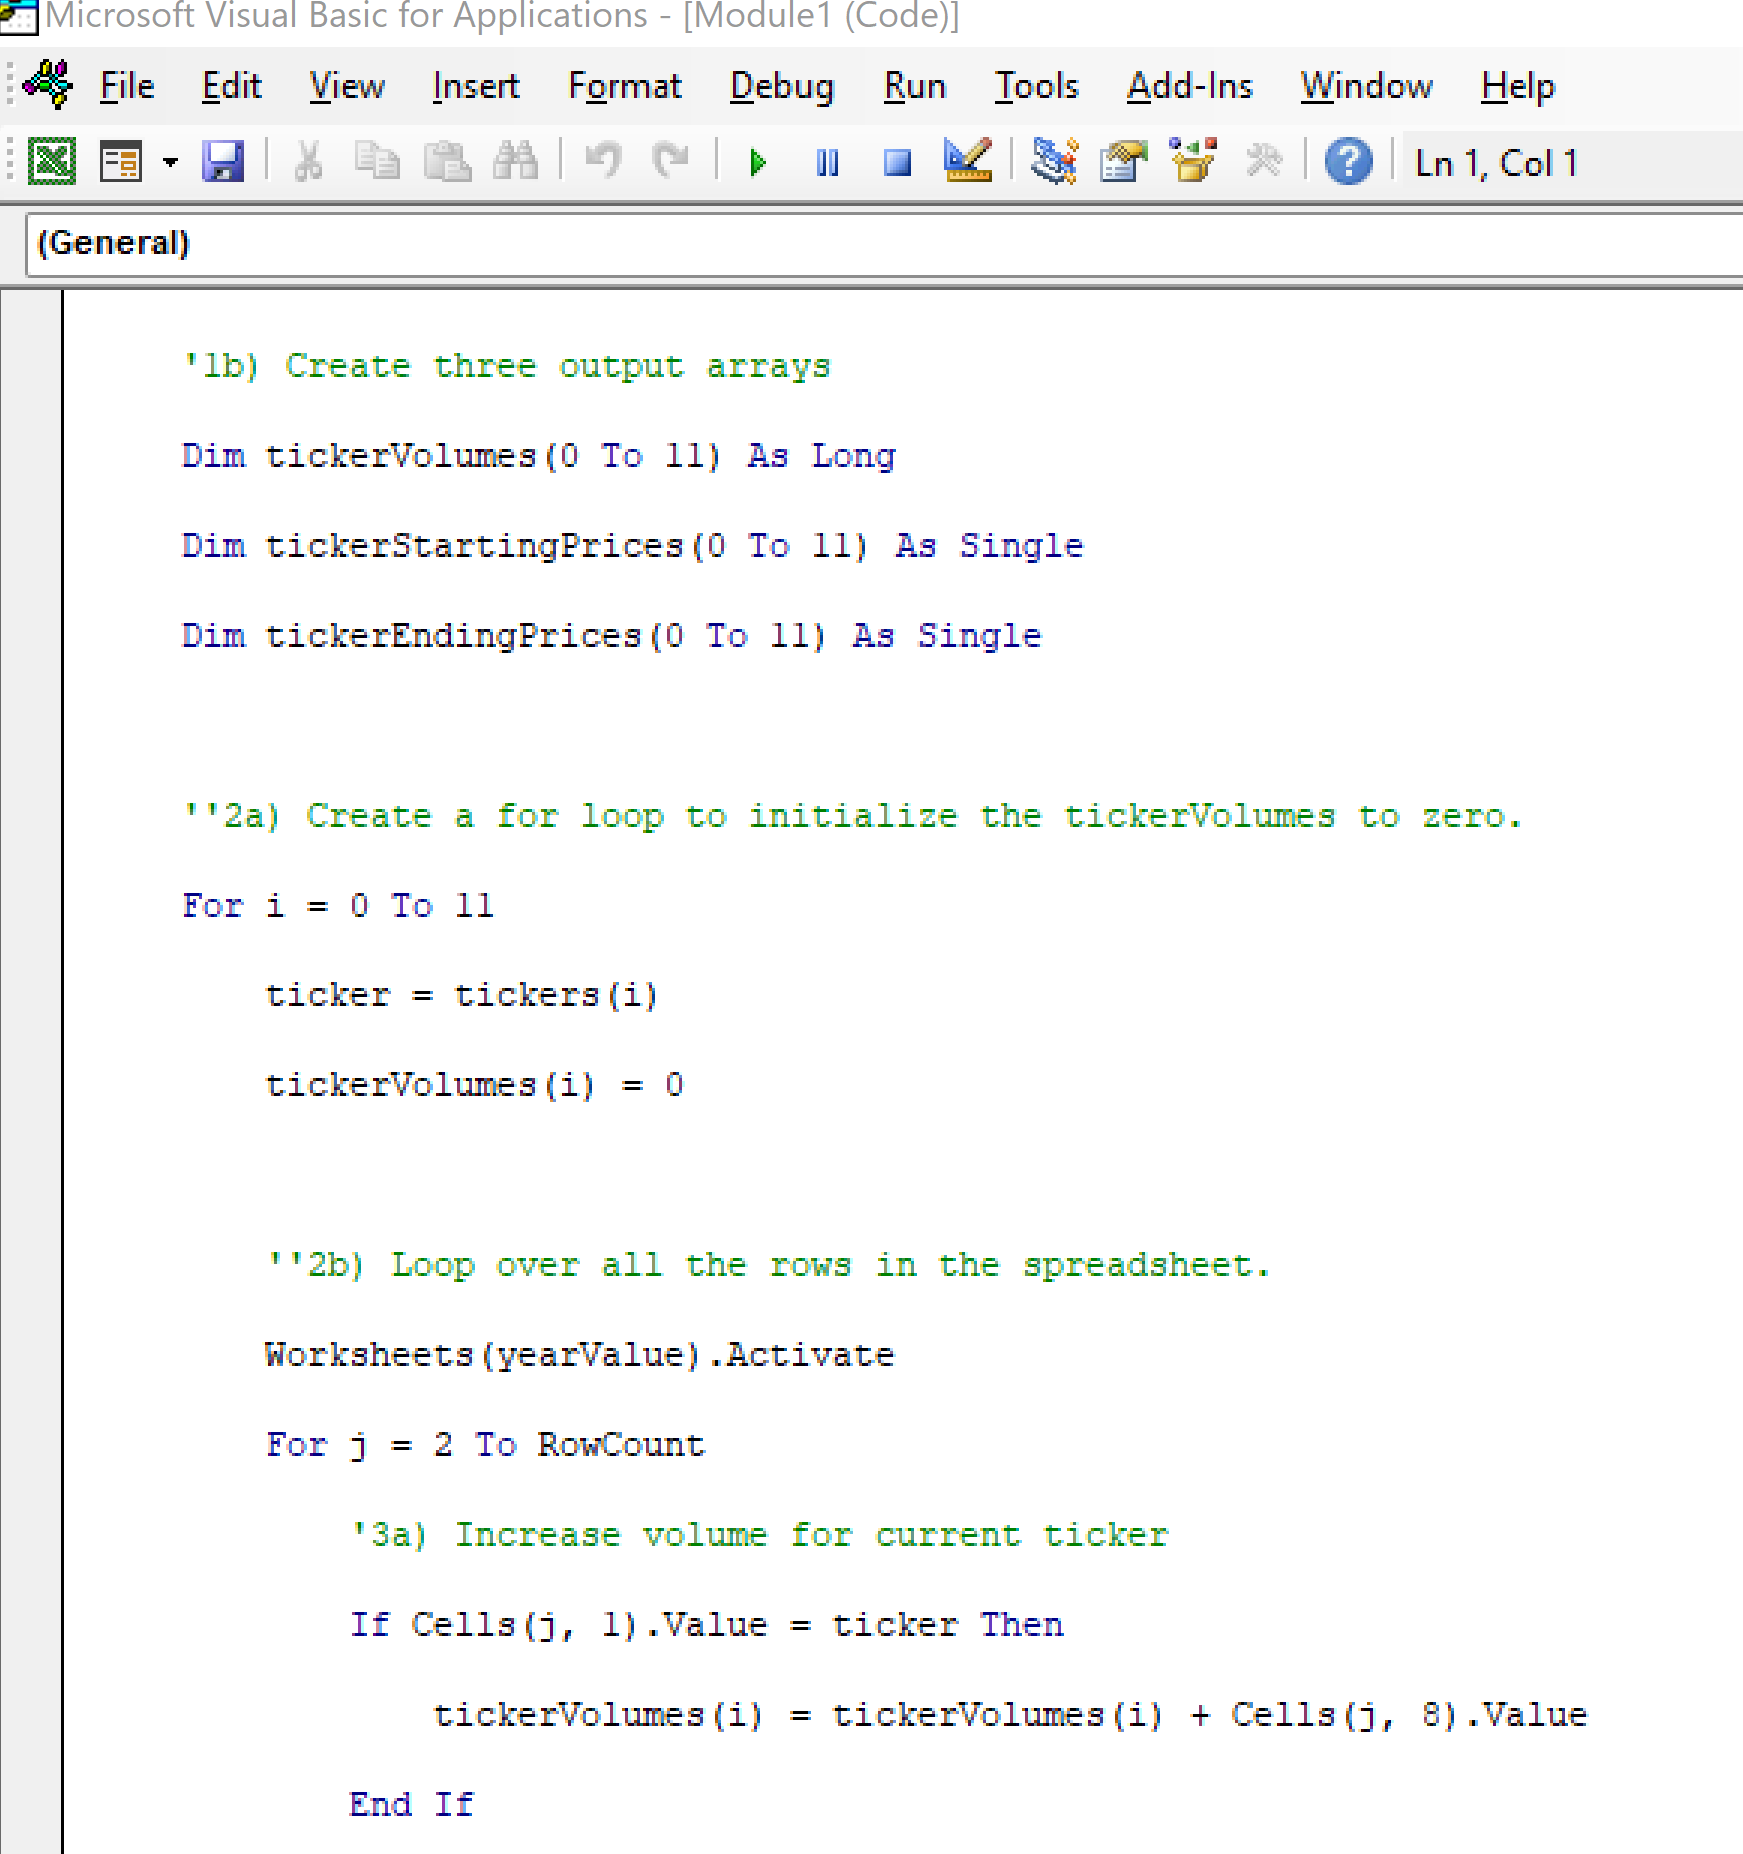 Microsoft Visual Basic for Applications - [Module1 (Code)]
File Edit View Insert Format Debug Run Tools Add-Ins Window Help
Ln 1, Col 1
(General)
'1b) Create three output arrays
Dim tickerVolumes(0 To 11) As Long
Dim tickerStartingPrices(0 To 11) As Single
Dim tickerEndingPrices(0 To 11) As Single
''2a) Create a for loop to initialize the tickerVolumes to zero.
For i = 0 To 11
ticker = tickers(i)
tickerVolumes(i) = 0
''2b) Loop over all the rows in the spreadsheet.
Worksheets(yearValue).Activate
For j = 2 To RowCount
'3a) Increase volume for current ticker
If Cells(j, 1).Value = ticker Then
tickerVolumes(i) = tickerVolumes(i) + Cells(j, 8).Value
End If